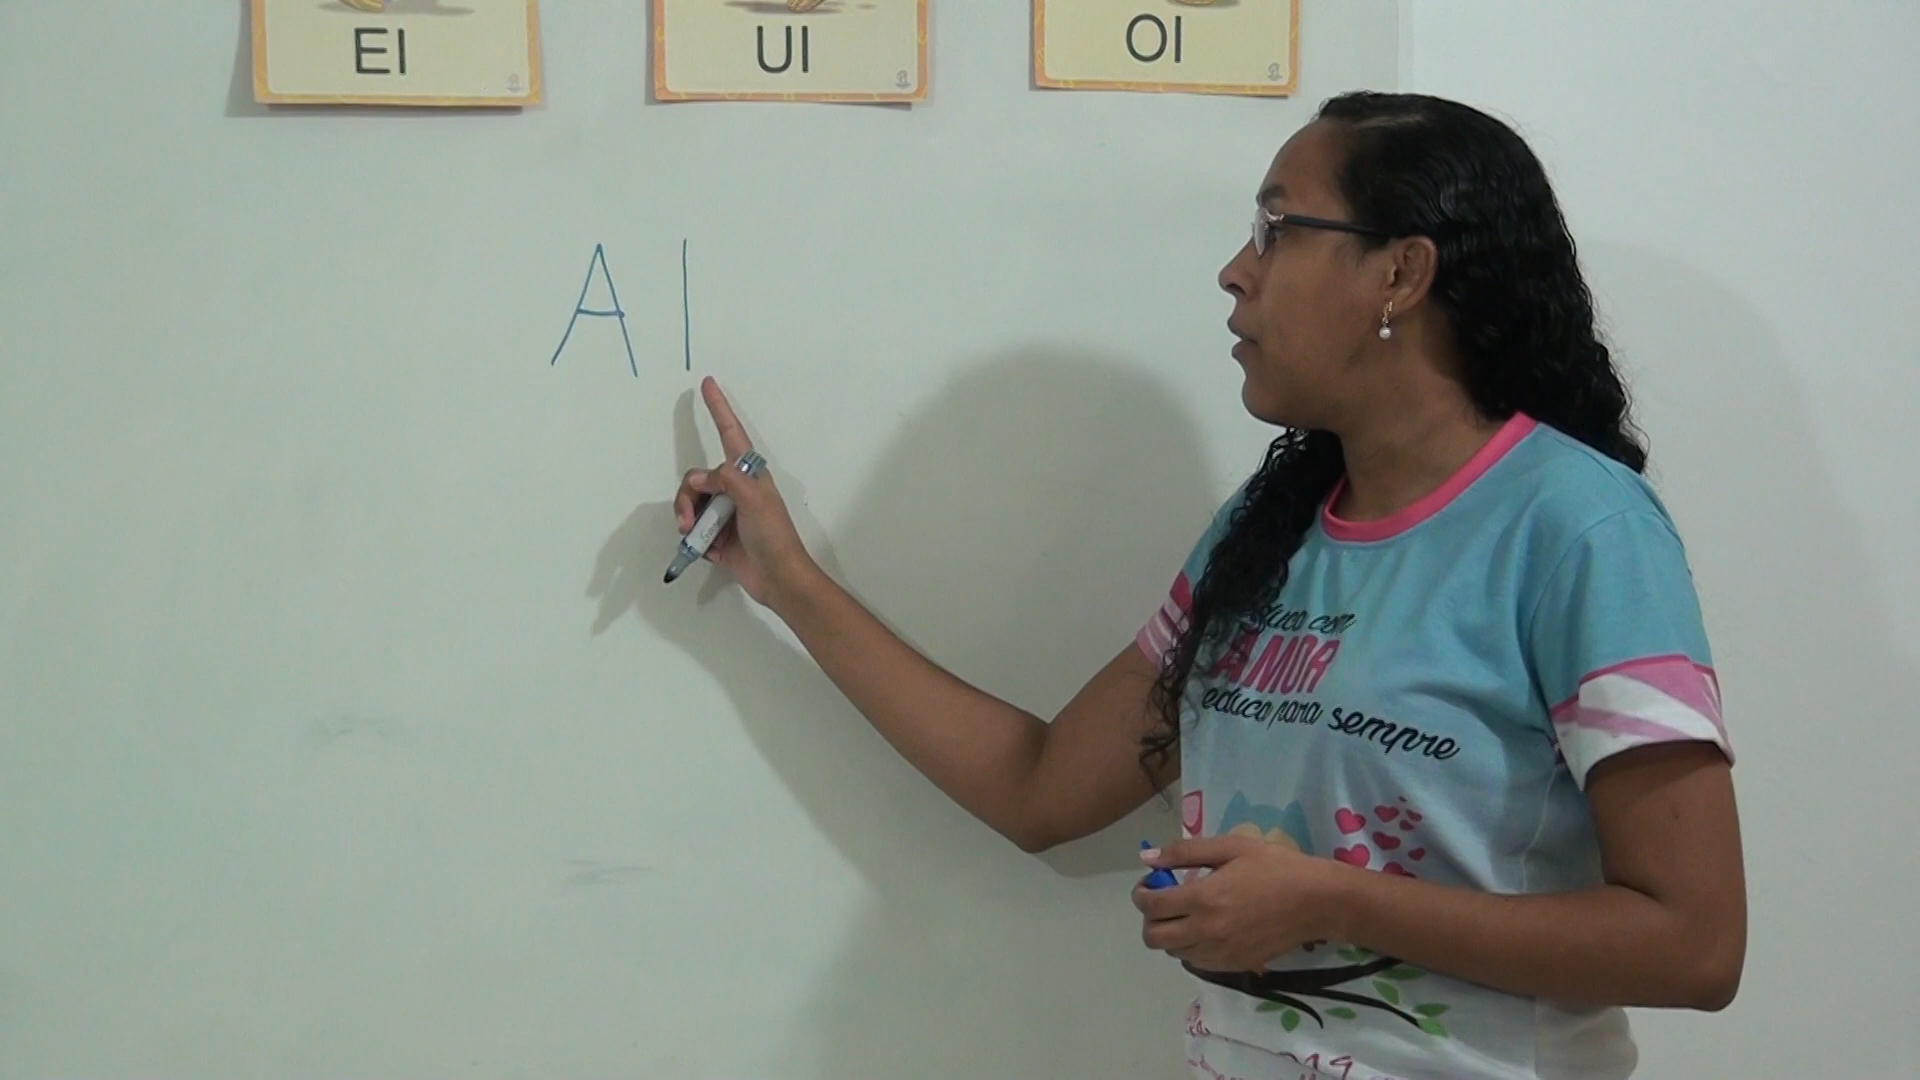 EI
UI
OI
AI
educo com
AMOR
educo para sempre